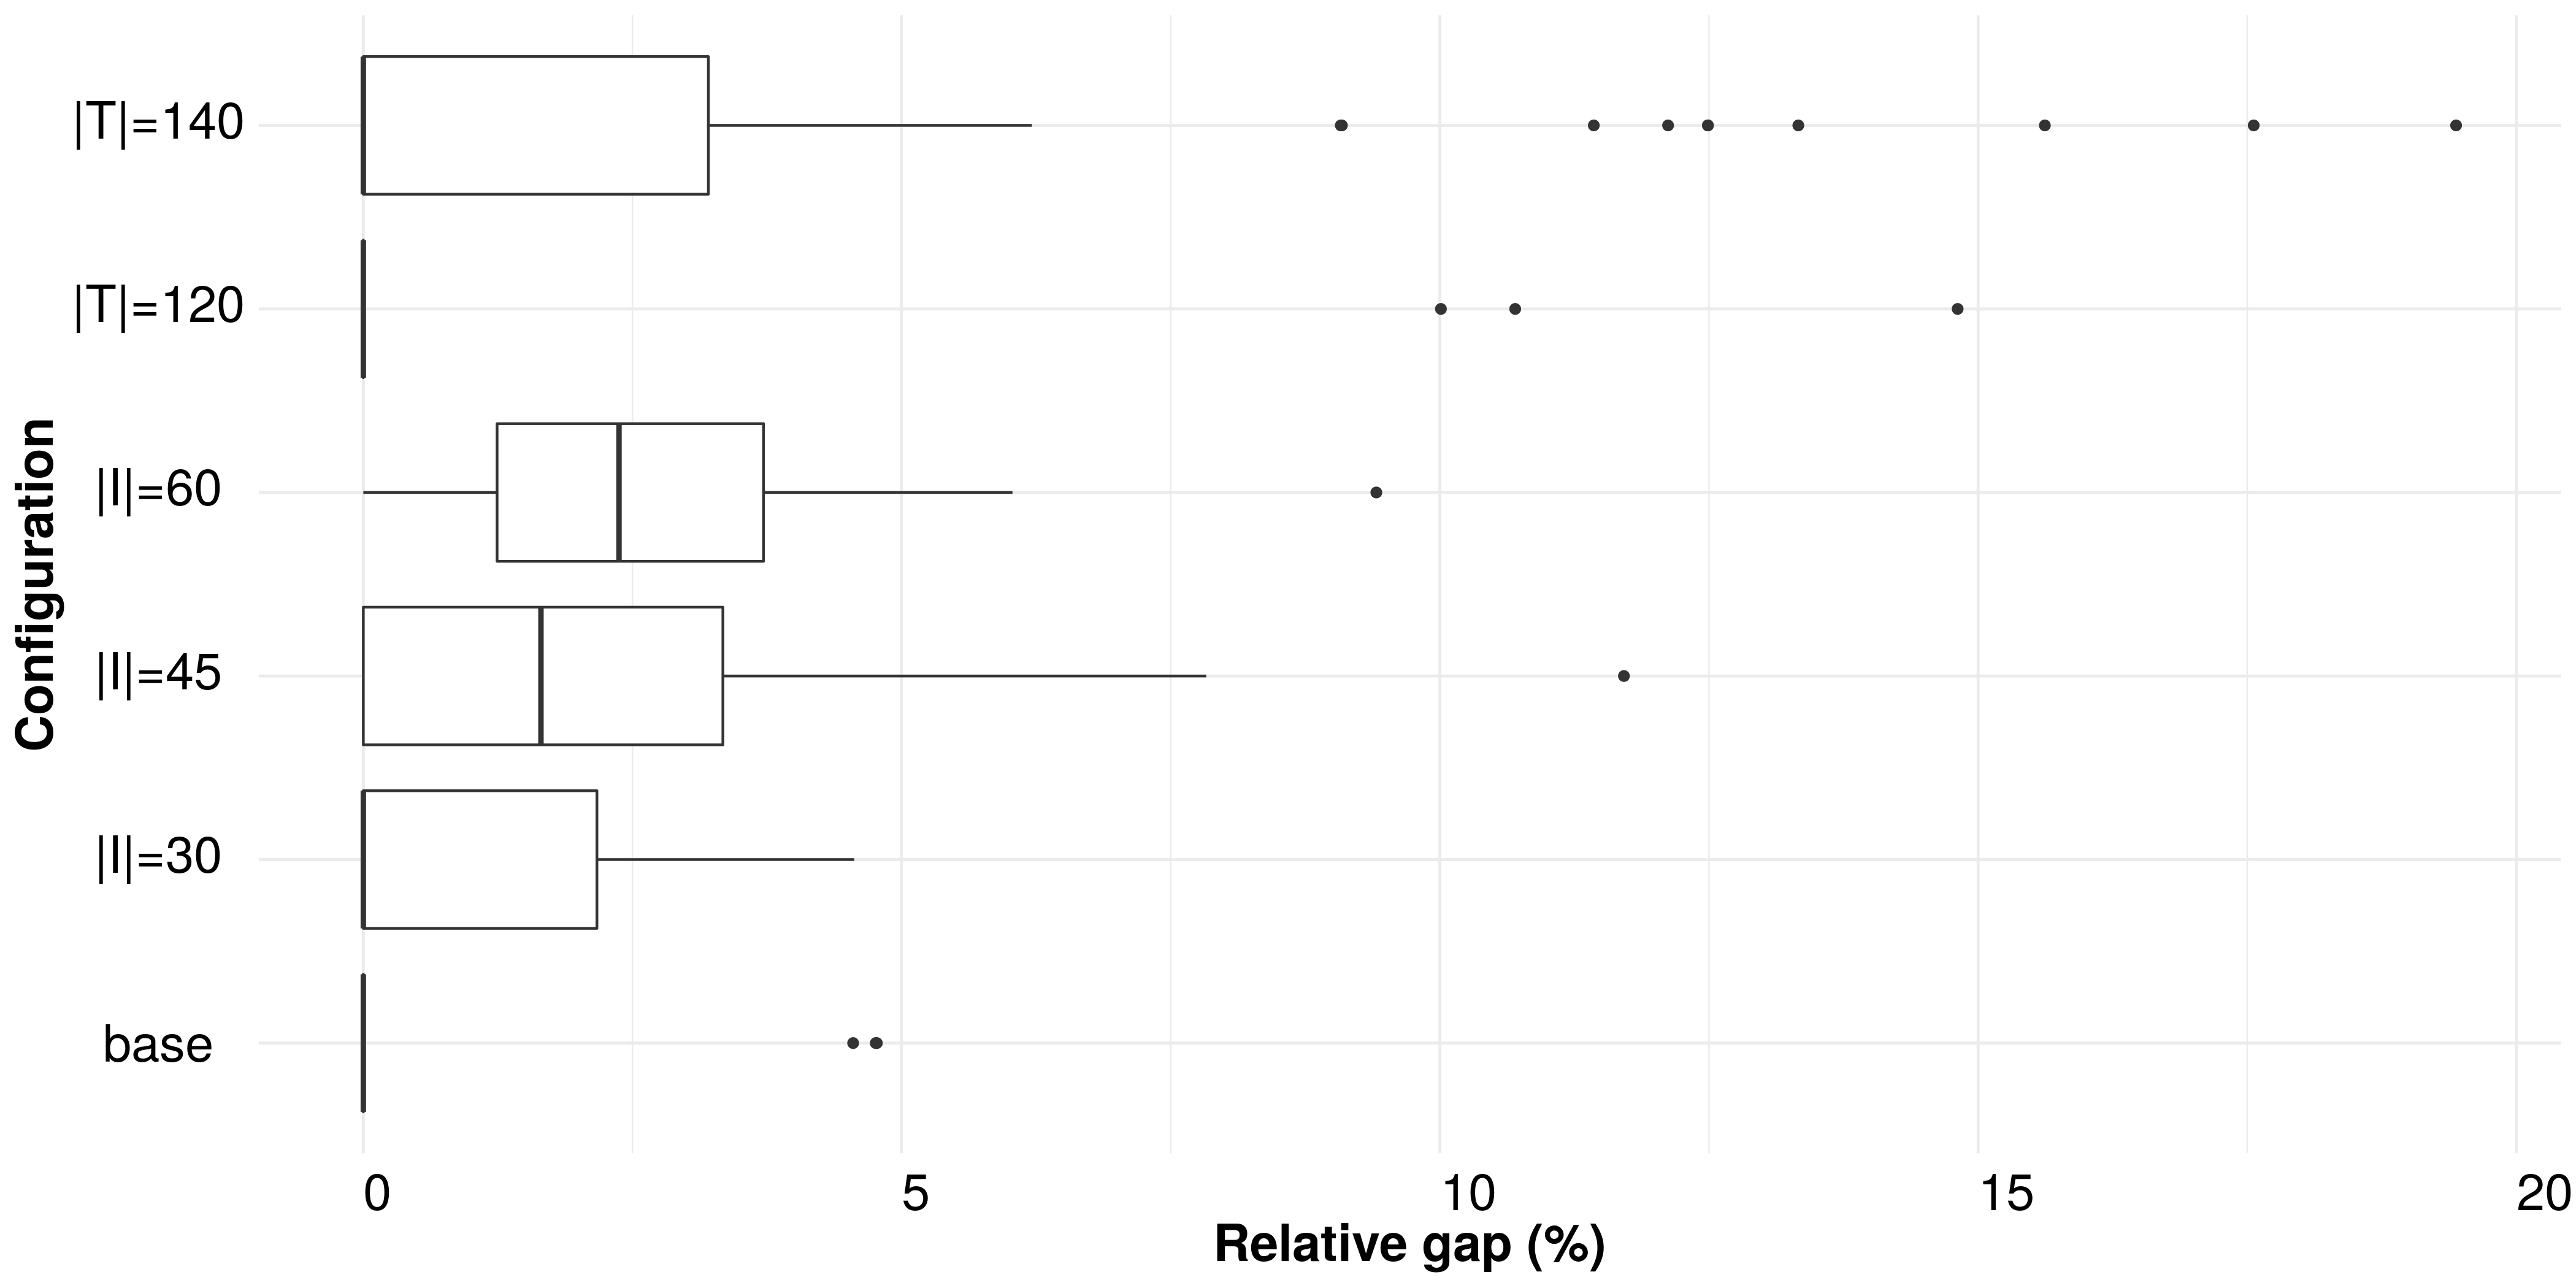 |T|=140
|T|=120
|I|=60
|I|=45
|I|=30
base
Configuration
0 5 10 15 20
Relative gap (%)